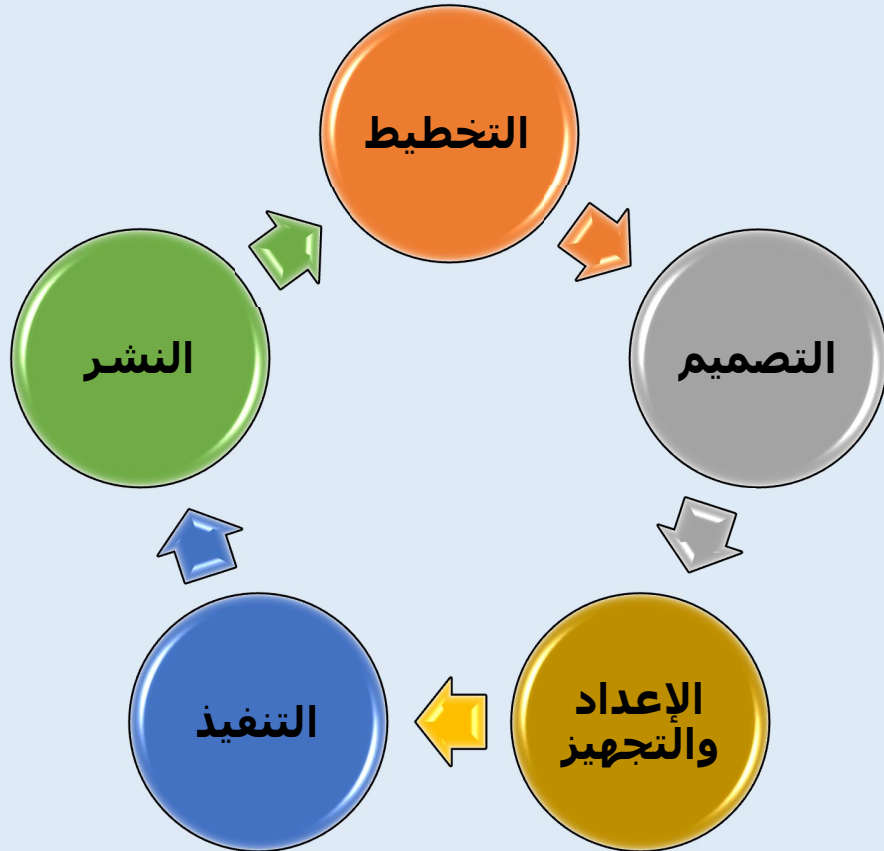 التخطيط
التصميم
الإعداد
والتجهيز
التنفيذ
النشر